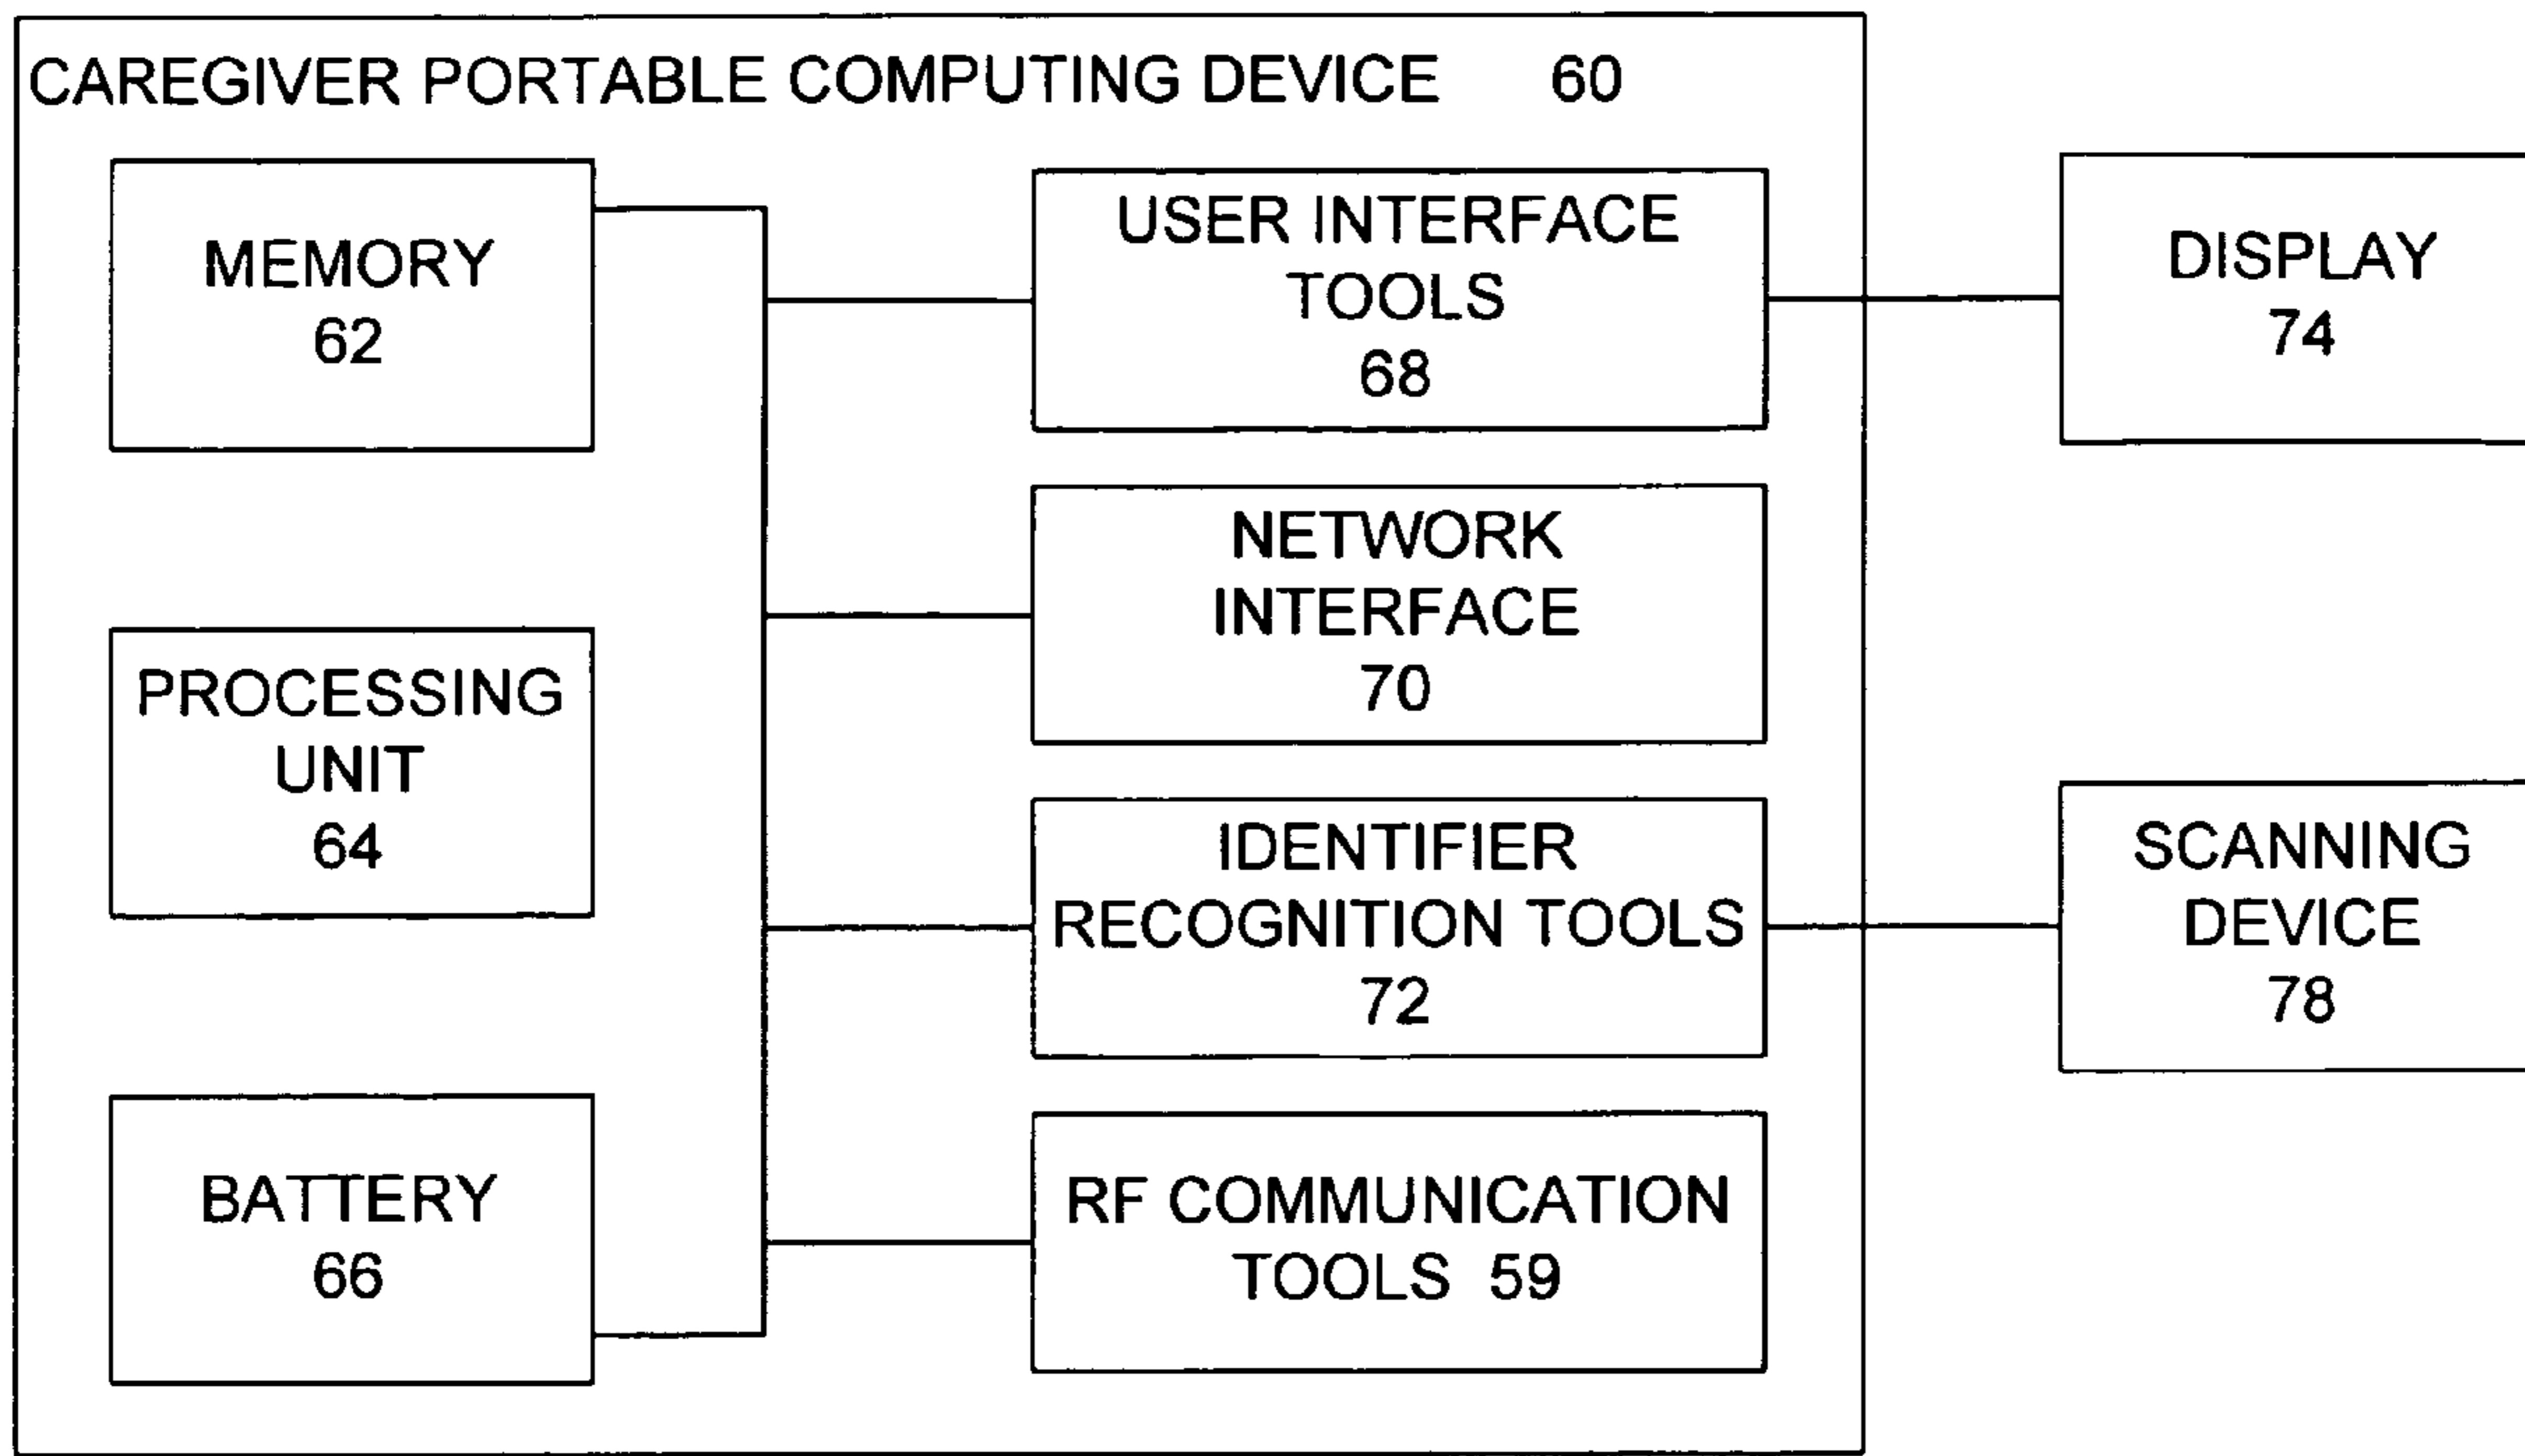 CAREGIVER PORTABLE COMPUTING DEVICE 60
MEMORY
62
PROCESSING
UNIT
64
BATTERY
66
USER INTERFACE
TOOLS
68
NETWORK
INTERFACE
70
IDENTIFIER
RECOGNITION TOOLS
72
RF COMMUNICATION
TOOLS 59
DISPLAY
74
SCANNING
DEVICE
78